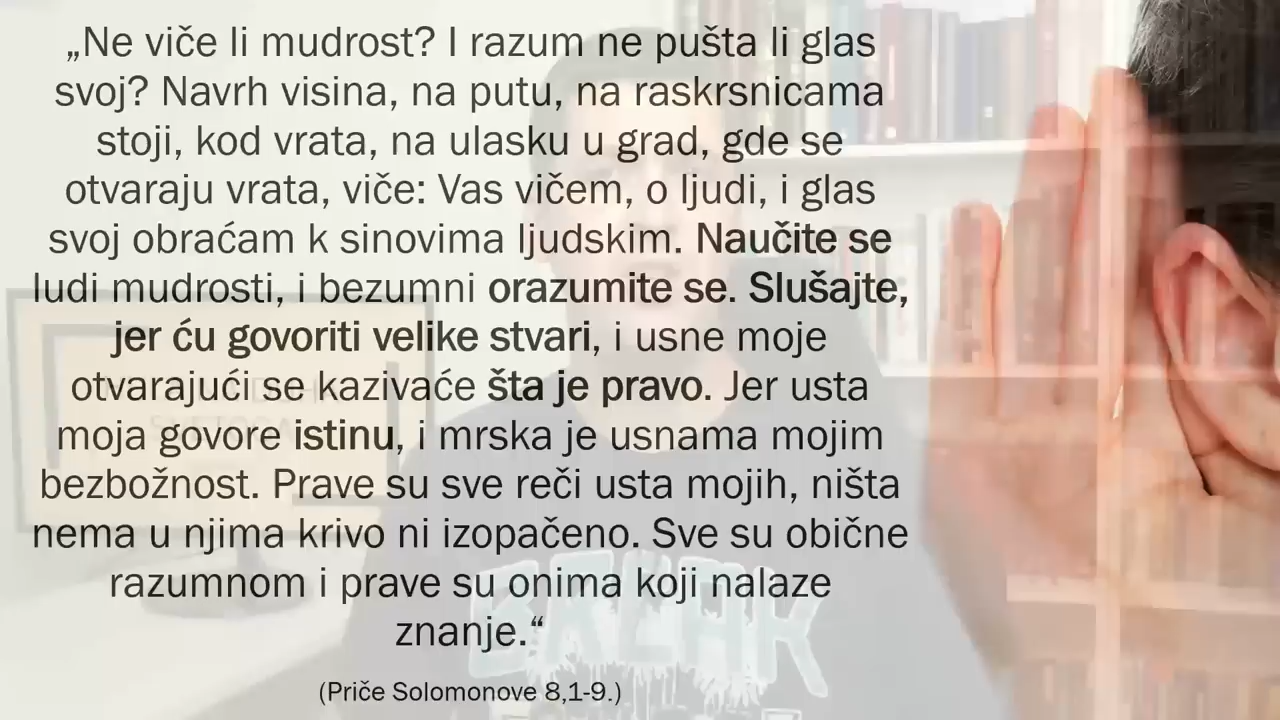 „Ne viče li mudrost? I razum ne pušta li glas
svoj? Navrh visina, na putu, na raskrsnicama
stoji, kod vrata, na ulasku u grad, gde se
otvaraju vrata, viče: Vas vičem, o ljudi, i glas
svoj obraćam k sinovima ljudskim. Naučite se
ludi mudrosti, i bezumni orazumite se. Slušajte,
jer ću govoriti velike stvari, i usne moje
otvarajući se kazivaće šta je pravo. Jer usta
moja govore istinu, i mrska je usnama mojim
bezbožnost. Prave su sve reči usta mojih, ništa
nema u njima krivo ni izopačeno. Sve su obične
razumnom i prave su onima koji nalaze
znanje.“
(Priče Solomonove 8,1-9.)